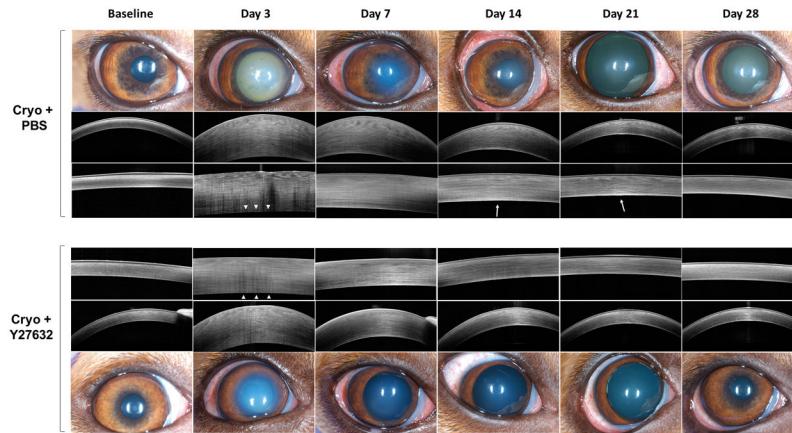 Baseline Day 3 Day 7 Day 14 Day 21 Day 28
Cryo +
PBS
Cryo +
Y27632